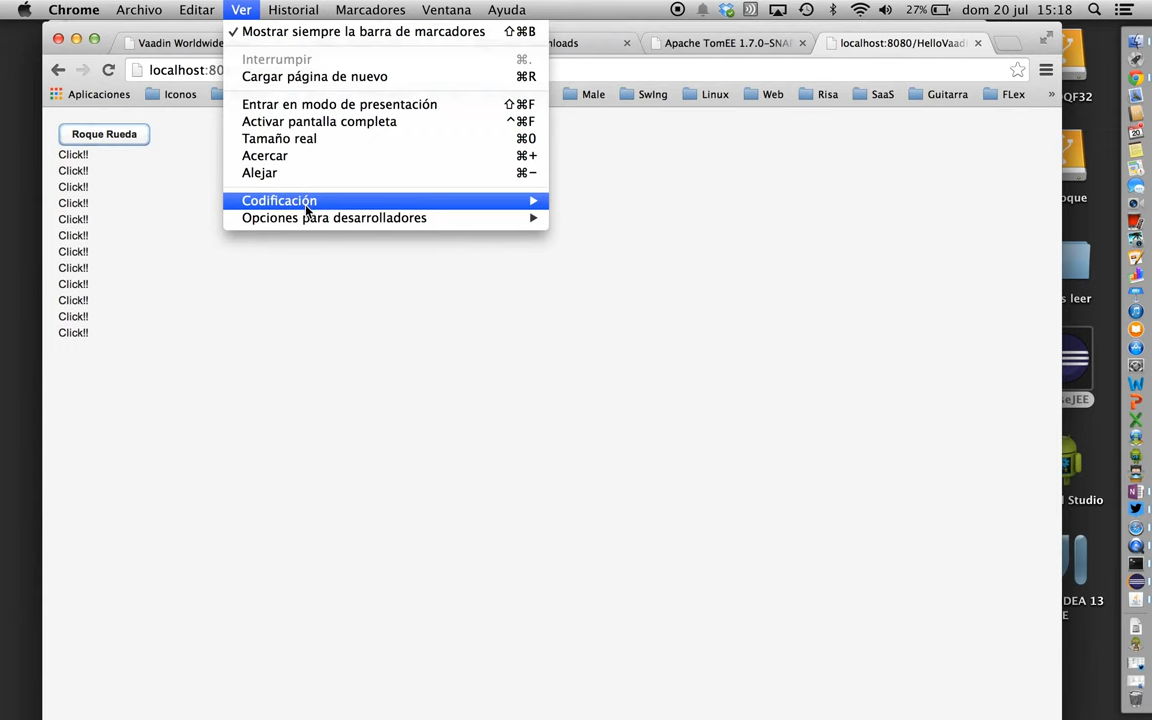 Chrome Archivo Editar Ver Historial Marcadores Ventana Ayuda 27% dom 20 jul 15:18
Vaadin Worldwide
nloads
Apache TomEE 1.7.0-SNA
localhost:8080/HelloVaadi
localhost:80
Aplicaciones Iconos Male SwIng Linux Web Risa SaaS Guitarra FLex »
✓ Mostrar siempre la barra de marcadores ⇧⌘B
Interrumpir ⌘.
Cargar página de nuevo ⌘R
Entrar en modo de presentación ⇧⌘F
Activar pantalla completa ^⌘F
Tamaño real ⌘0
Acercar ⌘+
Alejar ⌘−
Codificación
Opciones para desarrolladores
Roque Rueda
Click!!
Click!!
Click!!
Click!!
Click!!
Click!!
Click!!
Click!!
Click!!
Click!!
Click!!
Click!!
QF32
oque
s leer
seJEE
l Studio
DEA 13
E